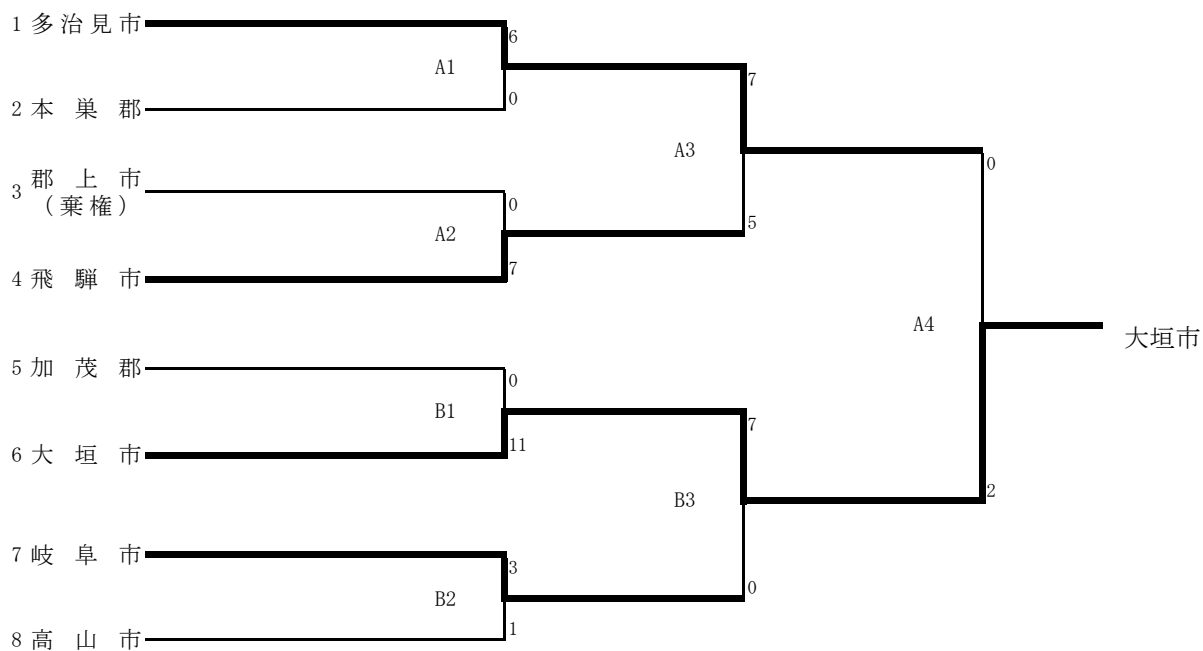 1 多治見市
6
A1
7
0
2 本巣郡
A3
3 郡上市
（棄権）
0
0
A2
5
7
4 飛騨市
A4
大垣市
5 加茂郡
0
B1
7
11
6 大垣市
B3
2
7 岐阜市
3
0
B2
1
8 高山市